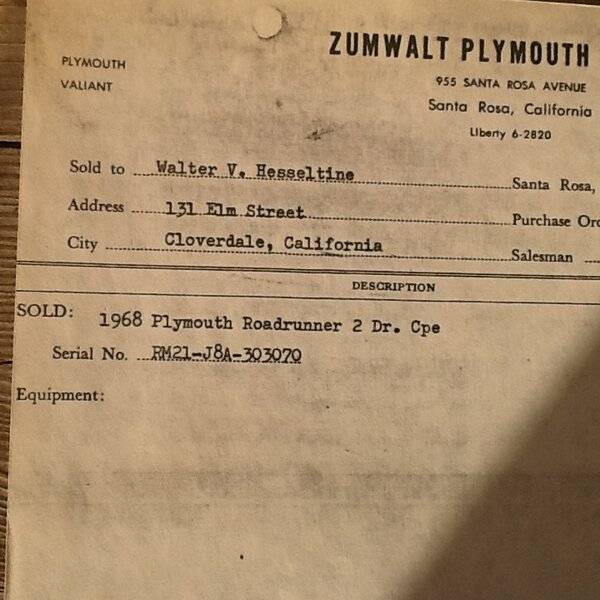 ZUMWALT PLYMOUTH
PLYMOUTH
VALIANT
955 SANTA ROSA AVENUE
Santa Rosa, California
LIberty 6-2820
Sold to Walter V. Hesseltine Santa Rosa,
Address 131 Elm Street Purchase Ord
City Cloverdale, California Salesman
DESCRIPTION
SOLD: 1968 Plymouth Roadrunner 2 Dr. Cpe
Serial No. RM21-J8A-303070
Equipment: